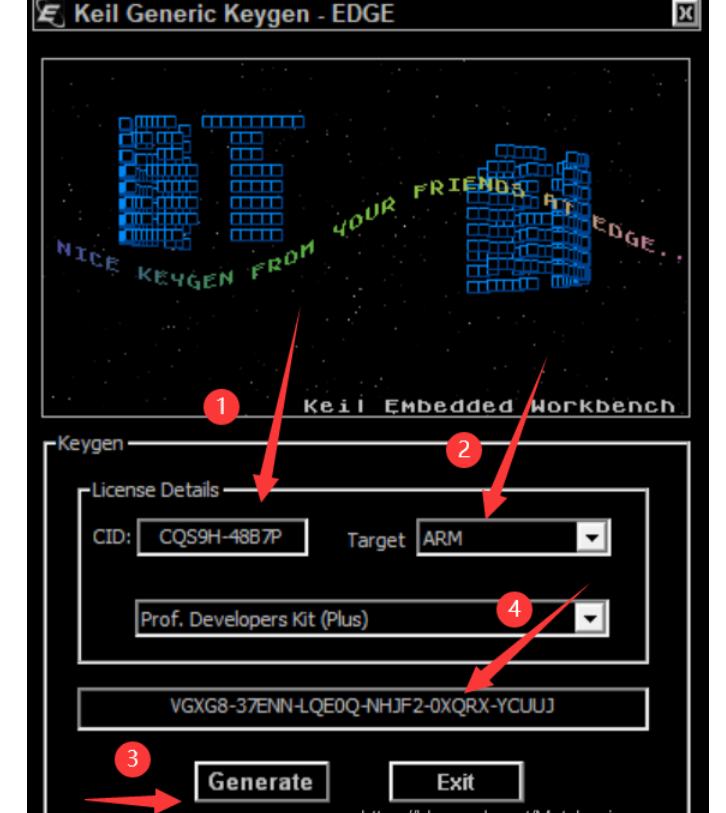 Keil Generic Keygen - EDGE
NICE KEYGEN FROM YOUR FRIENDS AT EDGE..
1
Keil Embedded Workbench
Keygen
2
License Details
CID: CQS9H-48B7P Target ARM
Prof. Developers Kit (Plus) 4
VGXG8-37ENN-LQE0Q-NHJF2-0XQRX-YCUUJ
3
Generate Exit